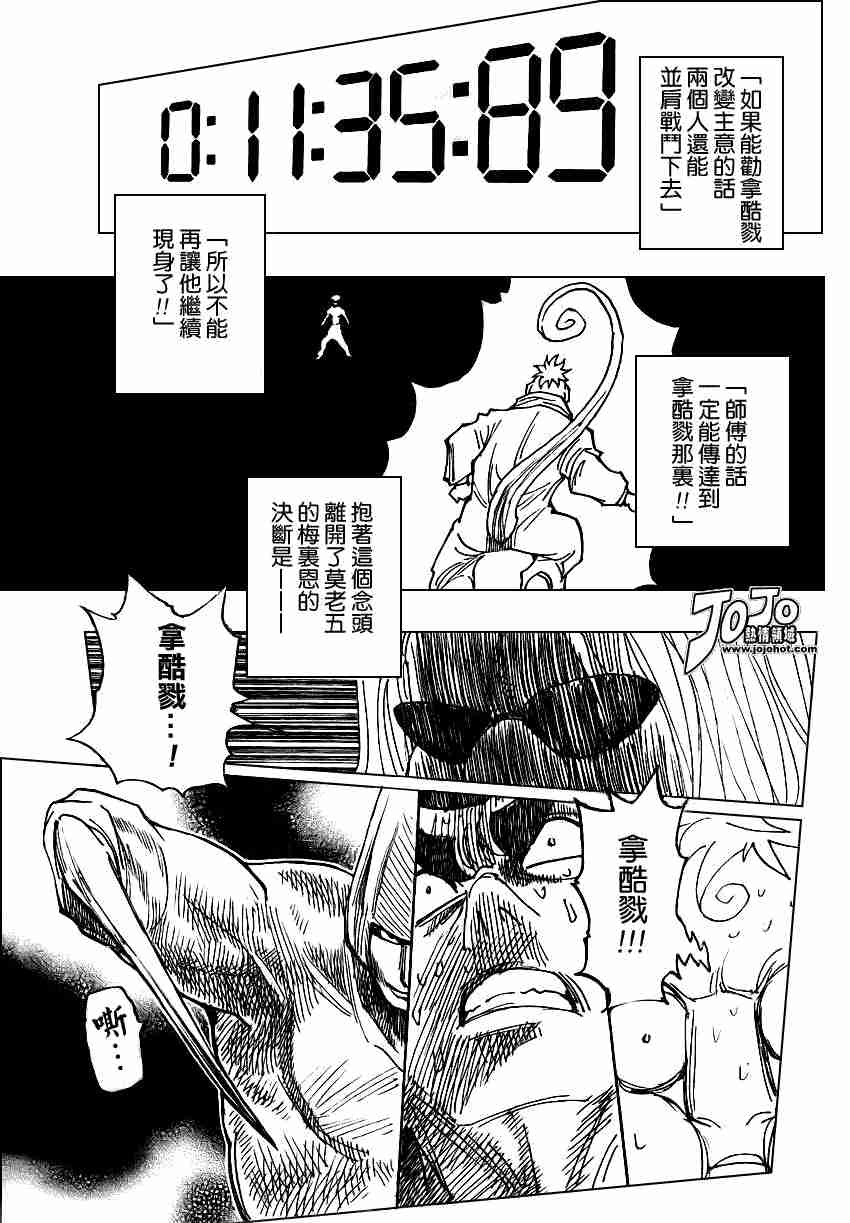 0:11:35:89
「如果能勸拿酷戮
改變主意的話
兩個人還能
並肩戰鬥下去」
「所以不能
再讓他繼續
現身了!!」
「師傅的話
一定能傳達到
拿酷戮那裏!!」
抱著這個念頭
離開了莫老五
的梅裏恩的
決斷是———
JOJO
熱情領域
www.jojohot.com
拿酷戮…!
拿酷戮!!!
嘶…